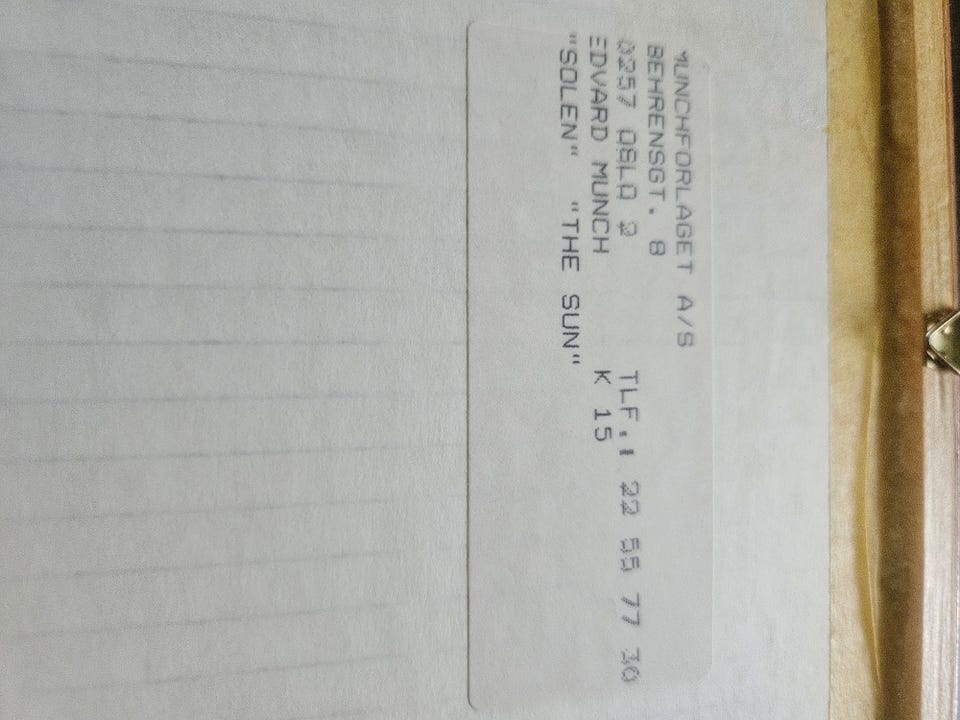 MUNCHFORLAGET A/S
BEHRENSGT. 8
0257 OSLO 2 TLF.: 22 55 77 30
EDVARD MUNCH K 15
"SOLEN" "THE SUN"